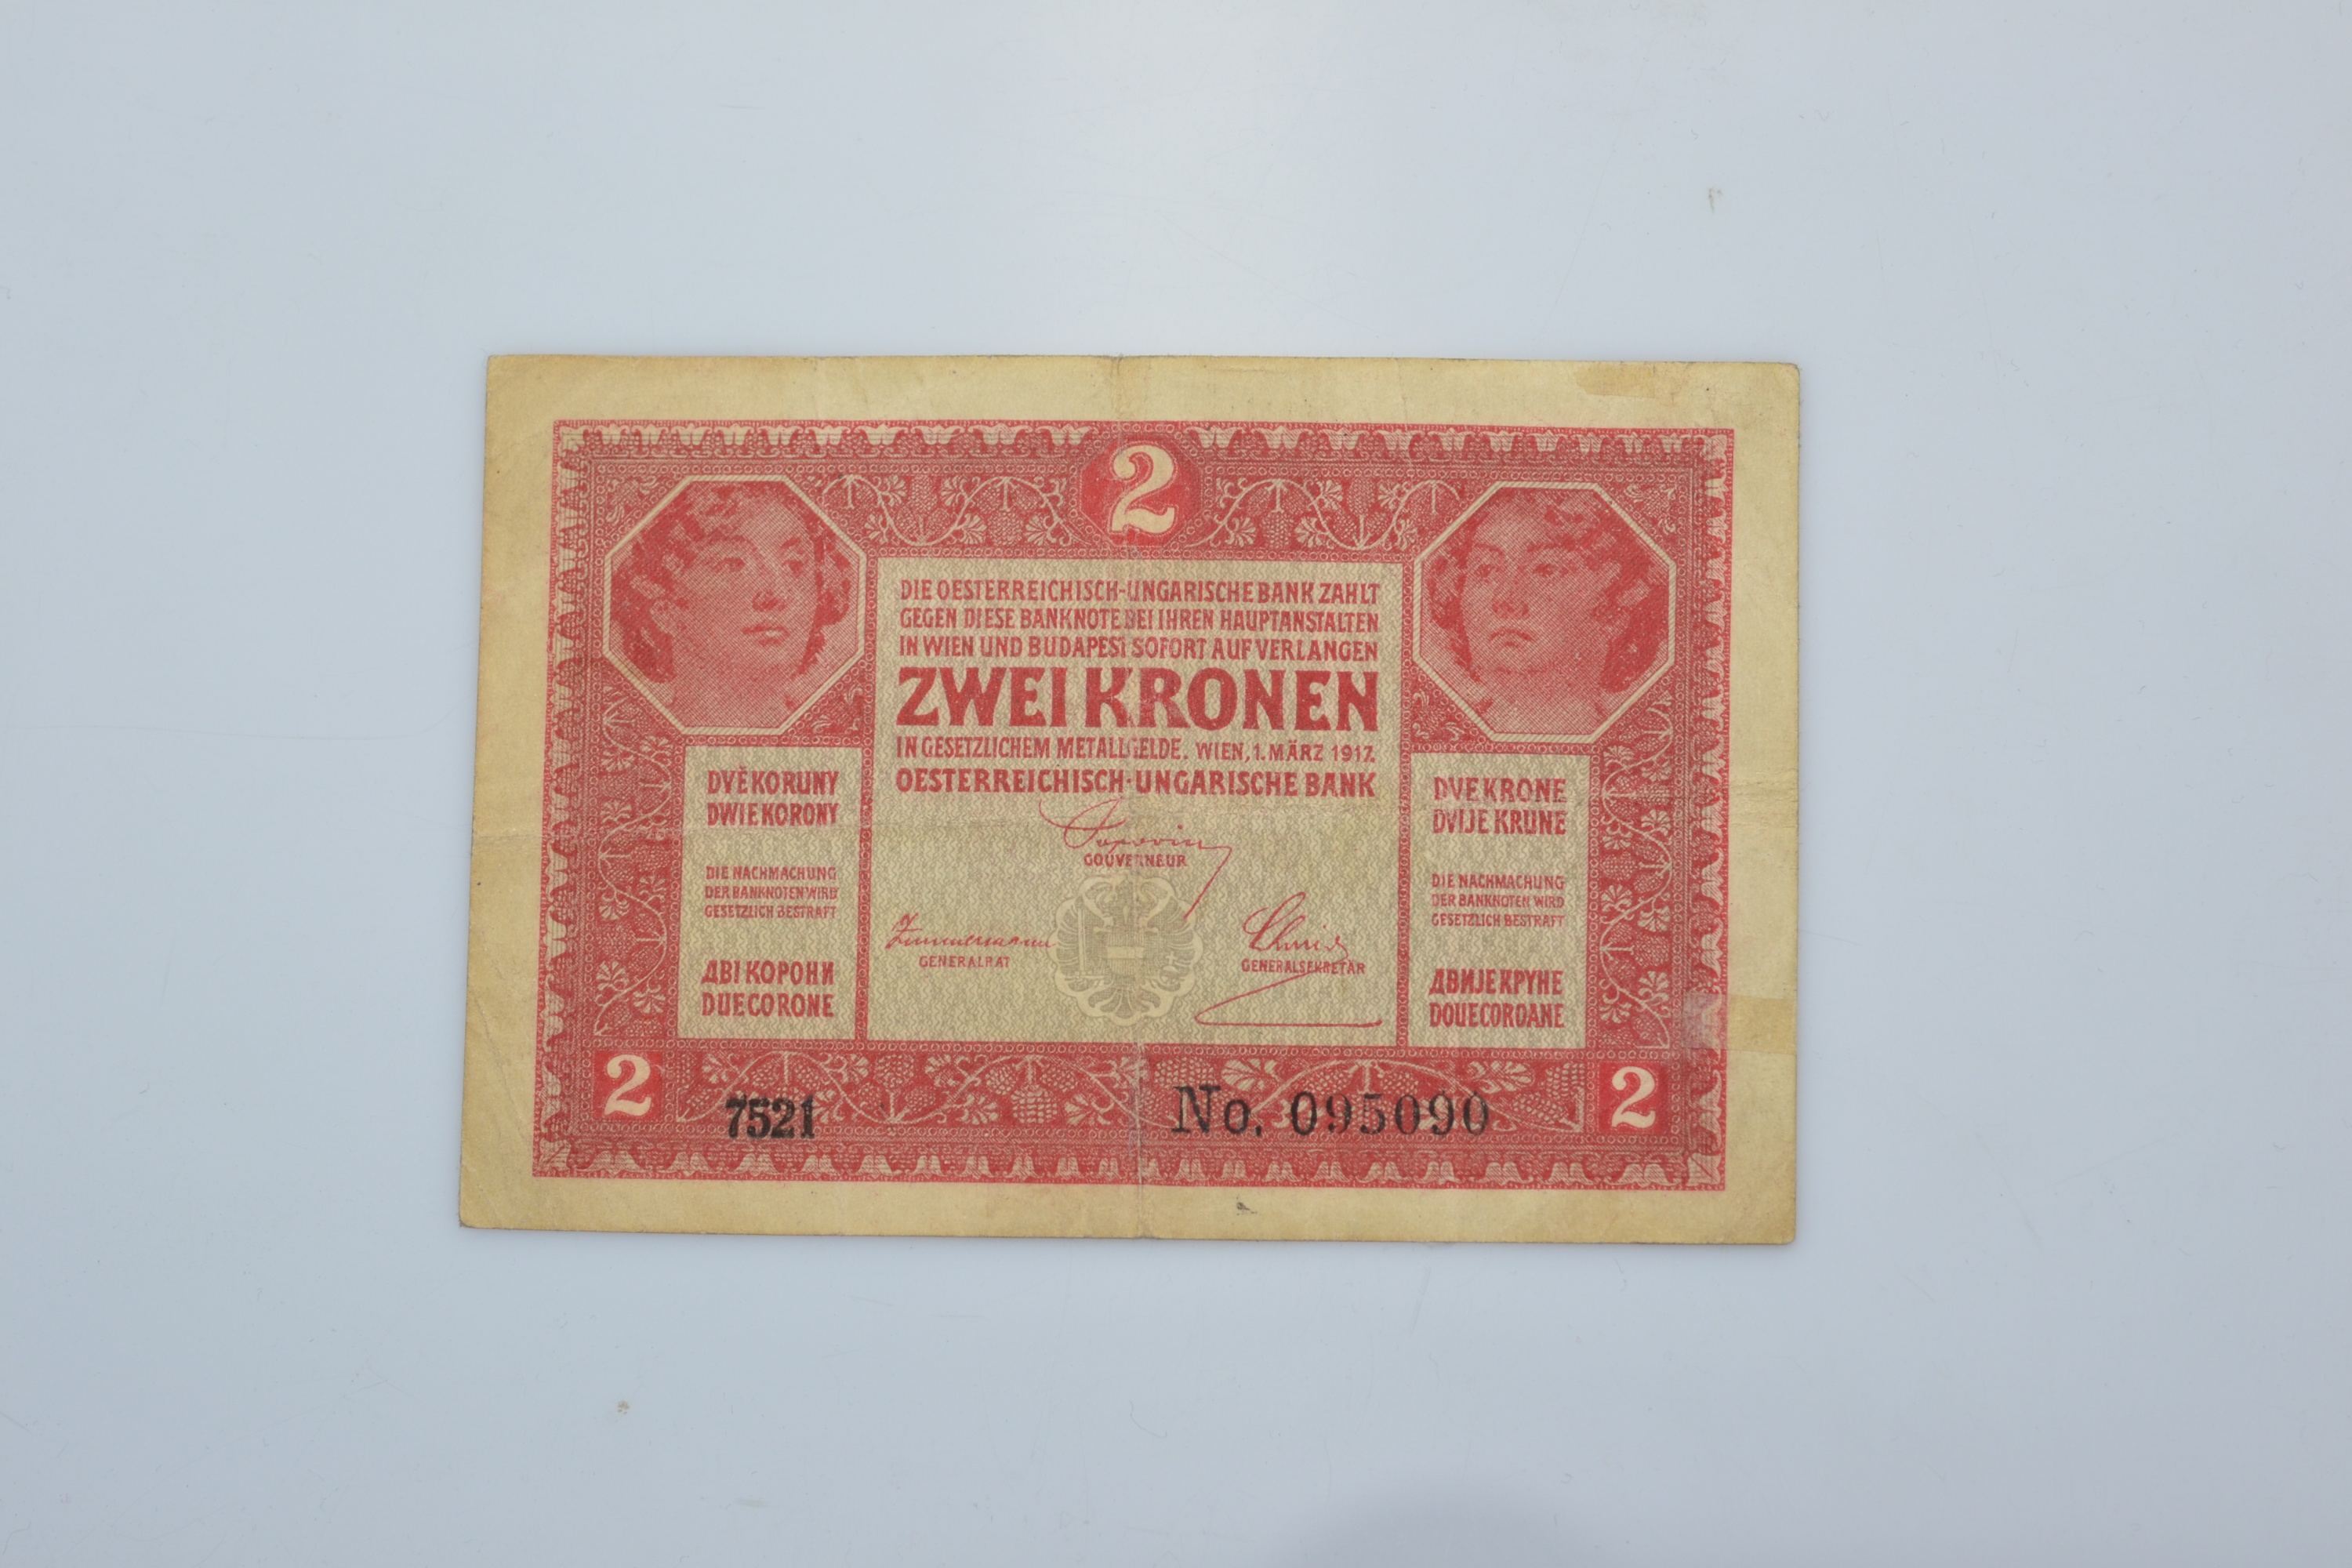 2
DIE OESTERREICHISCH-UNGARISCHE BANK ZAHLT
GEGEN DIESE BANKNOTE BEI IHREN HAUPTANSTALTEN
IN WIEN UND BUDAPEST SOFORT AUF VERLANGEN
ZWEI KRONEN
IN GESETZLICHEM METALLGELDE. WIEN, 1. MÄRZ 1917.
OESTERREICHISCH-UNGARISCHE BANK
GOUVERNEUR
Zimmermann
GENERALRAT
Schmid
GENERALSEKRETÄR
DVĚ KORUNY
DWIE KORONY
DIE NACHMACHUNG
DER BANKNOTEN WIRD
GESETZLICH BESTRAFT
ДВІ КОРОНИ
DUE CORONE
DVE KRONE
DVIJE KRUNE
DIE NACHMACHUNG
DER BANKNOTEN WIRD
GESETZLICH BESTRAFT
ДВИЈЕ КРУНЕ
DOUE COROANE
2
7521
No. 095090
2